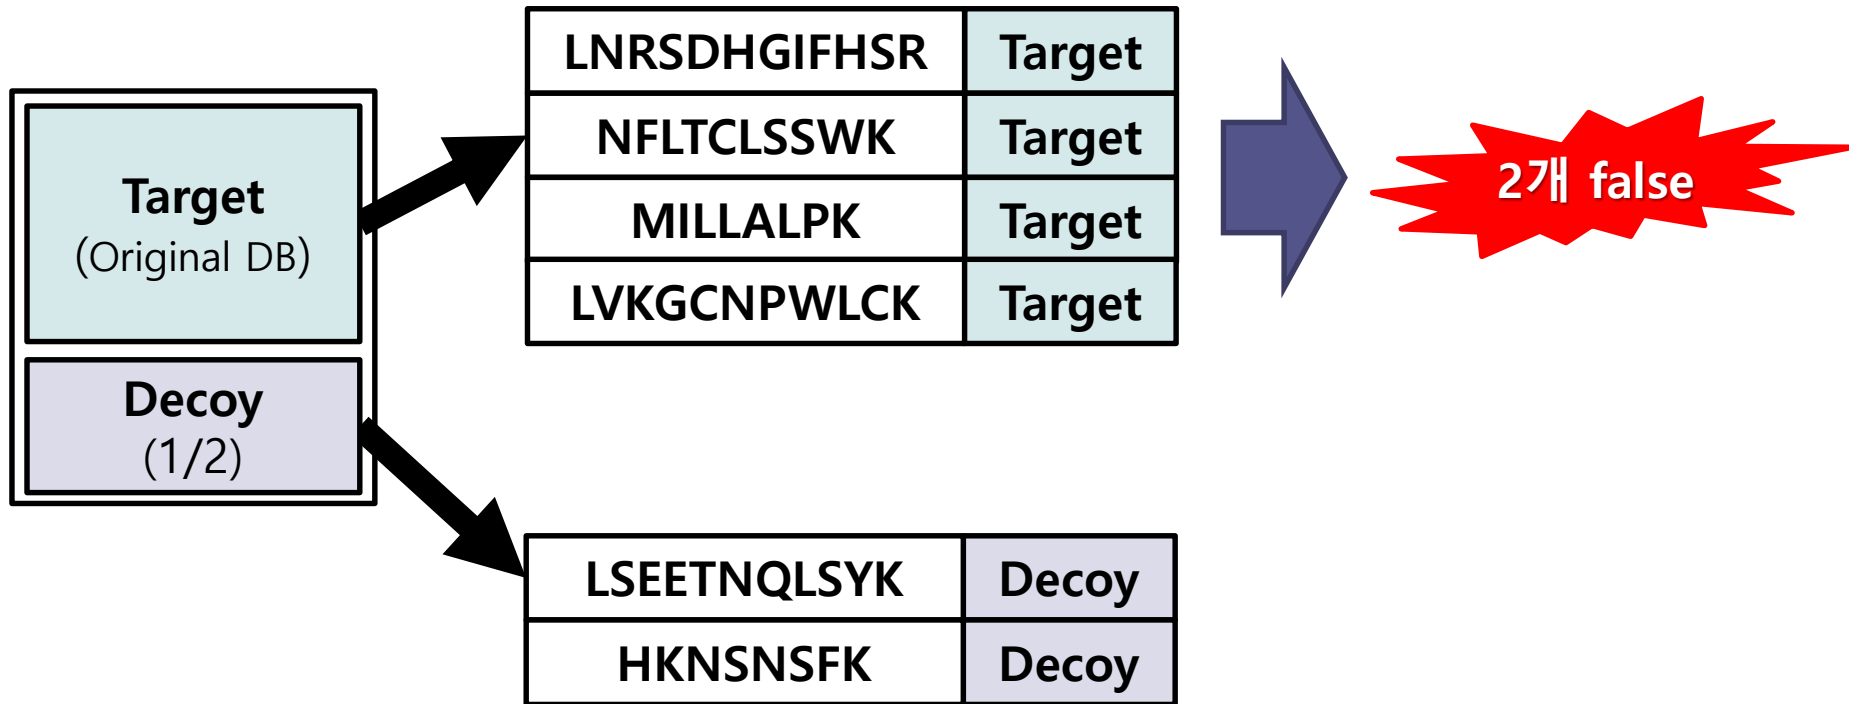 Target
(Original DB)
Decoy
(1/2)
LNRSDHGIFHSR Target
NFLTCLSSWK Target
MILLALPK Target
LVKGCNPWLCK Target
2개 false
LSEETNQLSYK Decoy
HKNSNSFK Decoy